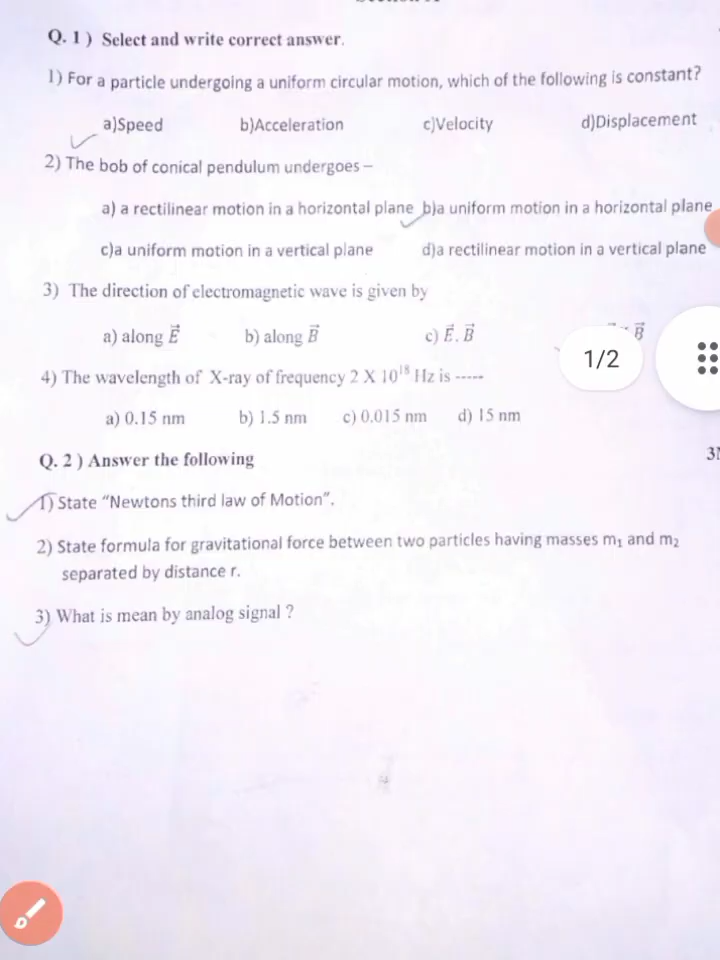 Q. 1 ) Select and write correct answer.
1) For a particle undergoing a uniform circular motion, which of the following is constant?
a)Speed b)Acceleration c)Velocity d)Displacement
2) The bob of conical pendulum undergoes –
a) a rectilinear motion in a horizontal plane b)a uniform motion in a horizontal plane
c)a uniform motion in a vertical plane d)a rectilinear motion in a vertical plane
3) The direction of electromagnetic wave is given by
a) along E⃗ b) along B⃗ c) E⃗ . B⃗ B⃗
1/2
4) The wavelength of X-ray of frequency 2 X 10¹⁸ Hz is -----
a) 0.15 nm b) 1.5 nm c) 0.015 nm d) 15 nm
Q. 2 ) Answer the following
1) State “Newtons third law of Motion”.
2) State formula for gravitational force between two particles having masses m₁ and m₂
separated by distance r.
3) What is mean by analog signal ?